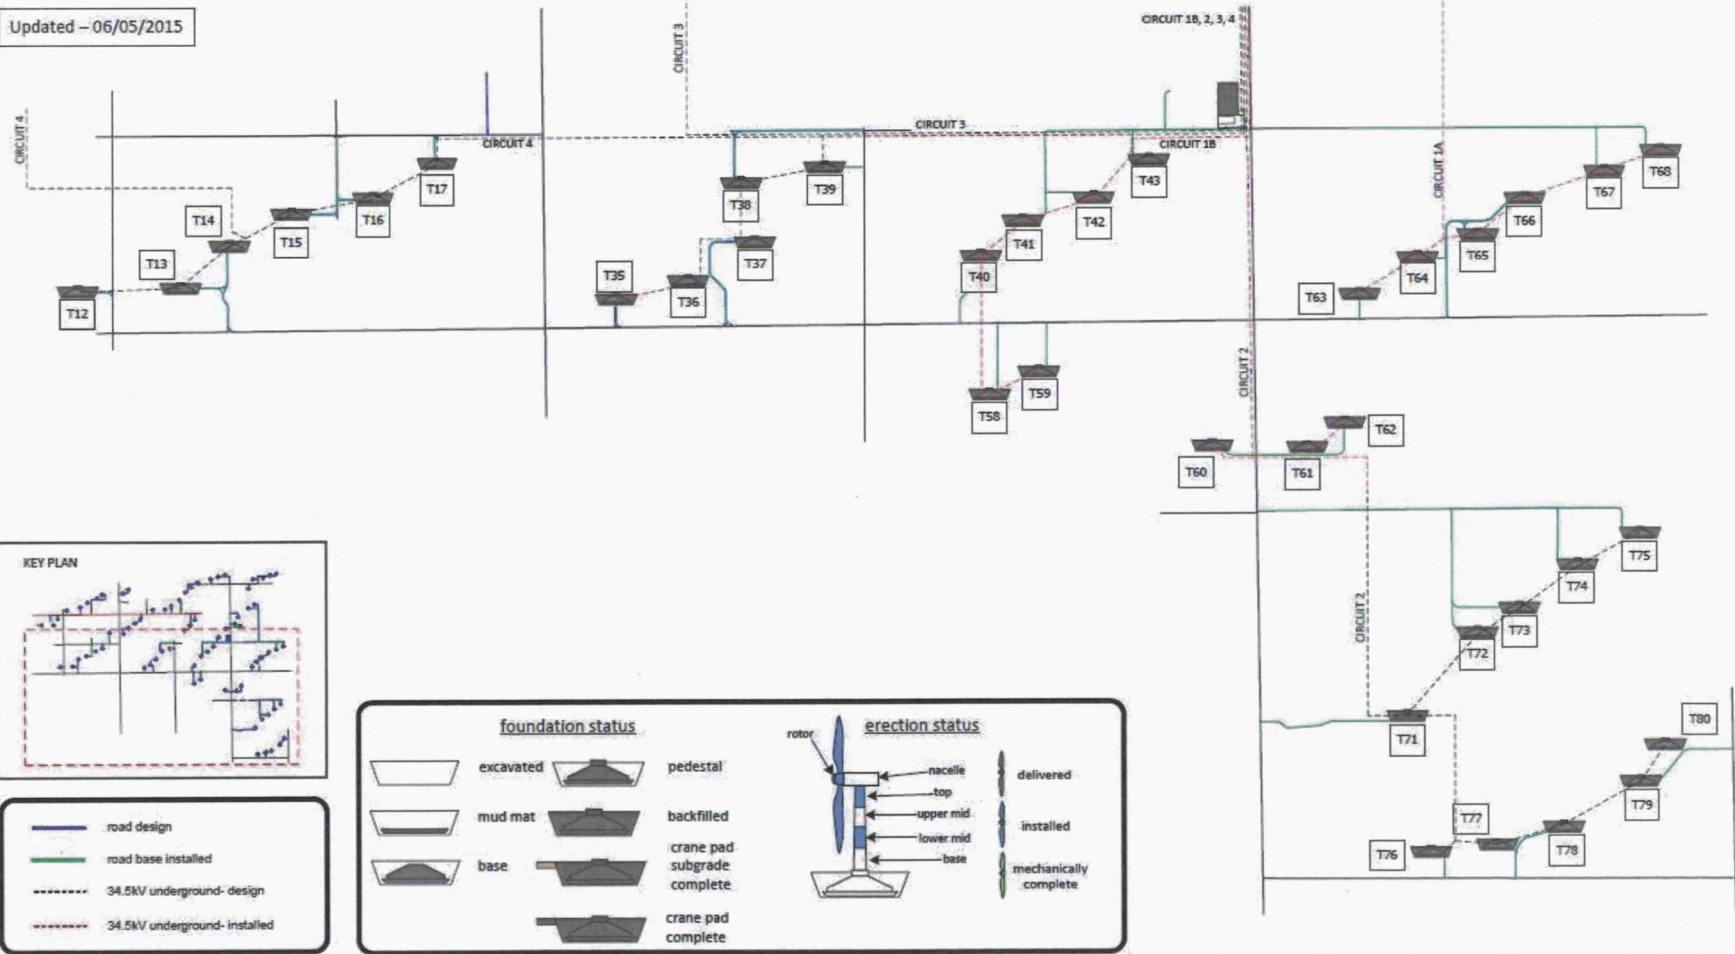 Updated – 06/05/2015
CIRCUIT 1B, 2, 3, 4
CIRCUIT 3
CIRCUIT 4
CIRCUIT 3
CIRCUIT 4
CIRCUIT 1B
CIRCUIT 1A
T12
T13
T14
T15
T16
T17
T35
T36
T37
T38
T39
T40
T41
T42
T43
T63
T64
T65
T66
T67
T68
T58
T59
CIRCUIT 2
T60
T61
T62
T75
T74
T73
T72
CIRCUIT 2
T71
T80
T79
T78
T77
T76
KEY PLAN
road design
road base installed
34.5kV underground- design
34.5kV underground- installed
foundation status
excavated
mud mat
base
pedestal
backfilled
crane pad
subgrade
complete
crane pad
complete
erection status
rotor
nacelle
top
upper mid
lower mid
base
delivered
installed
mechanically
complete